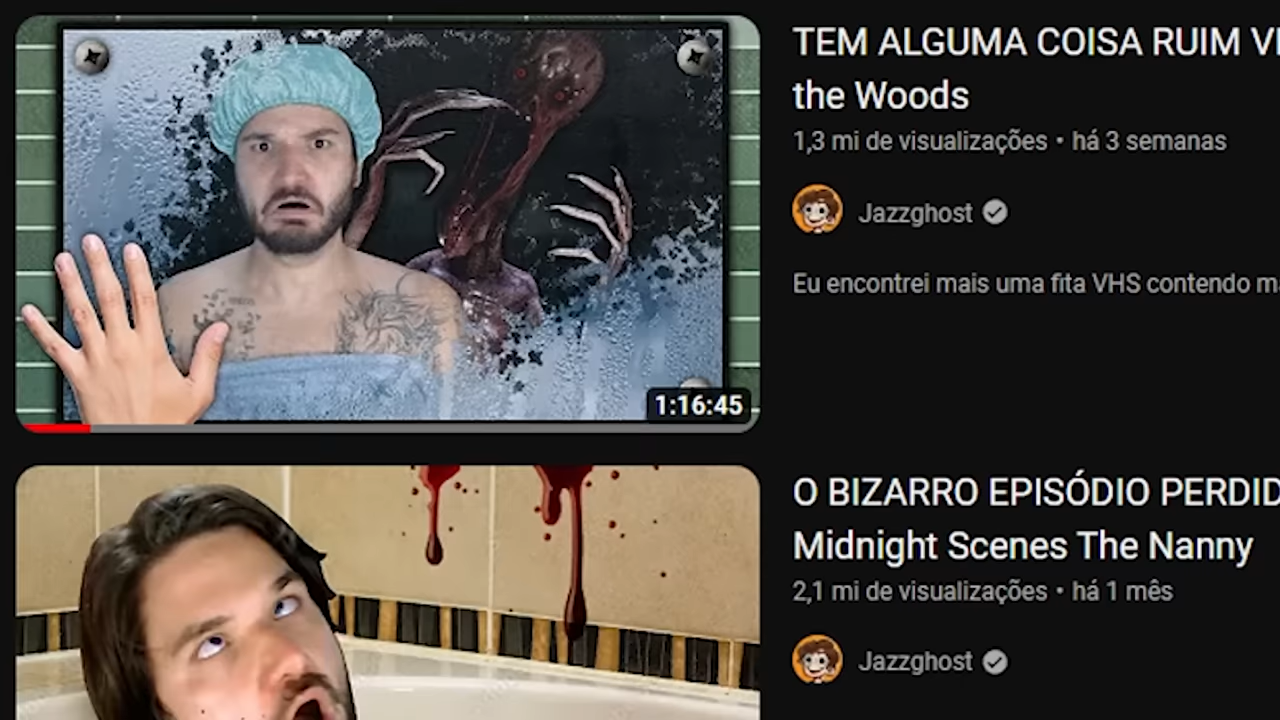 TEM ALGUMA COISA RUIM
the Woods
1,3 mi de visualizações • há 3 semanas
Jazzghost
Eu encontrei mais uma fita VHS contendo
1:16:45
O BIZARRO EPISÓDIO PERDID
Midnight Scenes The Nanny
2,1 mi de visualizações • há 1 mês
Jazzghost